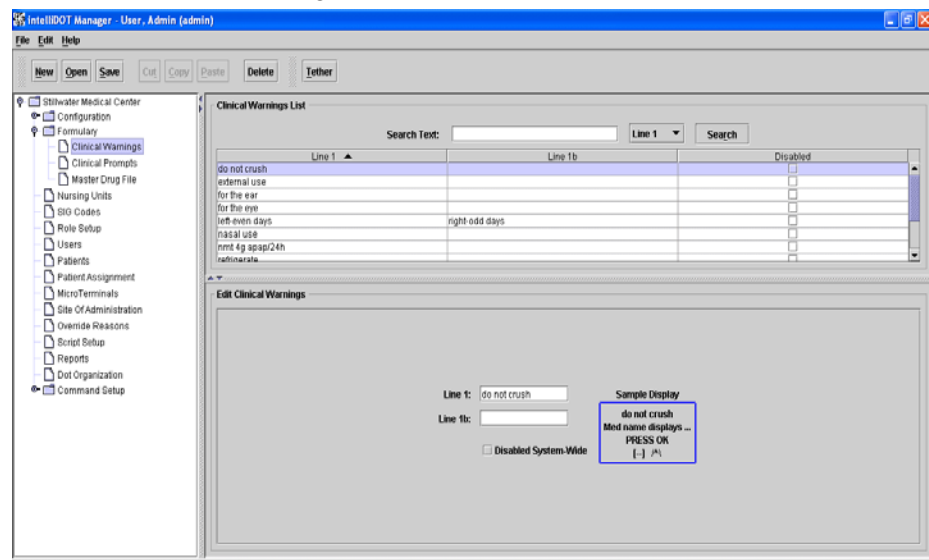 IntelliDOT Manager - User, Admin (admin)
File Edit Help
New Open Save Cut Copy Paste Delete Tether
Stillwater Medical Center
Configuration
Formulary
Clinical Warnings
Clinical Prompts
Master Drug File
Nursing Units
SIG Codes
Role Setup
Users
Patients
Patient Assignment
MicroTerminals
Site Of Administration
Override Reasons
Script Setup
Reports
Dot Organization
Command Setup
Clinical Warnings List
Search Text: Line 1 Search
Line 1 Line 1b Disabled
do not crush
external use
for the ear
for the eye
left-even days right-odd days
nasal use
nmt 4g apap/24h
refrigerate
Edit Clinical Warnings
Line 1: do not crush
Line 1b:
Disabled System-Wide
Sample Display
do not crush
Med name displays ...
PRESS OK
[--] /^\